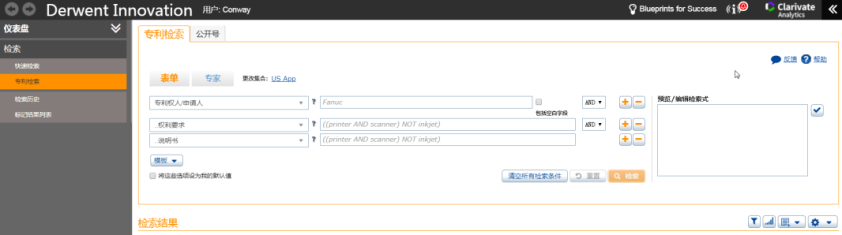 Derwent Innovation 用户: Conway
Blueprints for Success
Clarivate
Analytics
仪表盘
专利检索 公开号
检索
反馈 帮助
快速检索
专利检索
表单 专家 更改集合: US App
检索历史
标记结果列表
专利权人/申请人 ? Fanuc AND
包括空白字段
预览/编辑检索式
..权利要求 ? ((printer AND scanner) NOT inkjet) AND
..说明书 ? ((printer AND scanner) NOT inkjet)
模板
将这些选项设为我的默认值
清空所有检索条件 重置 检索
检索结果